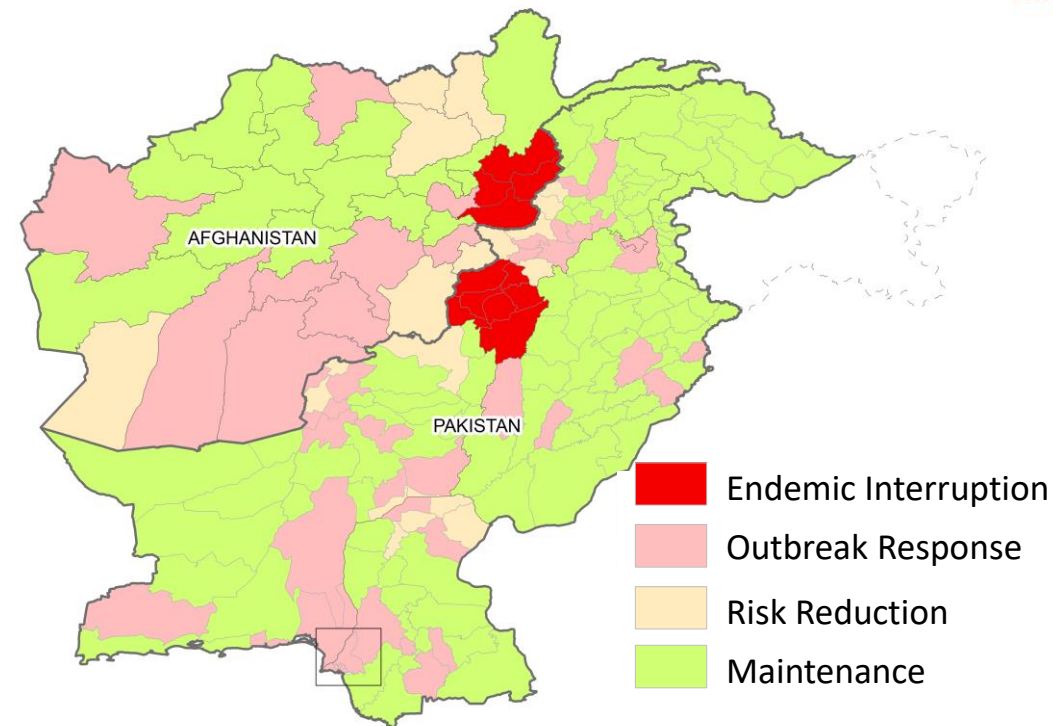 AFGHANISTAN
PAKISTAN
Endemic Interruption
Outbreak Response
Risk Reduction
Maintenance